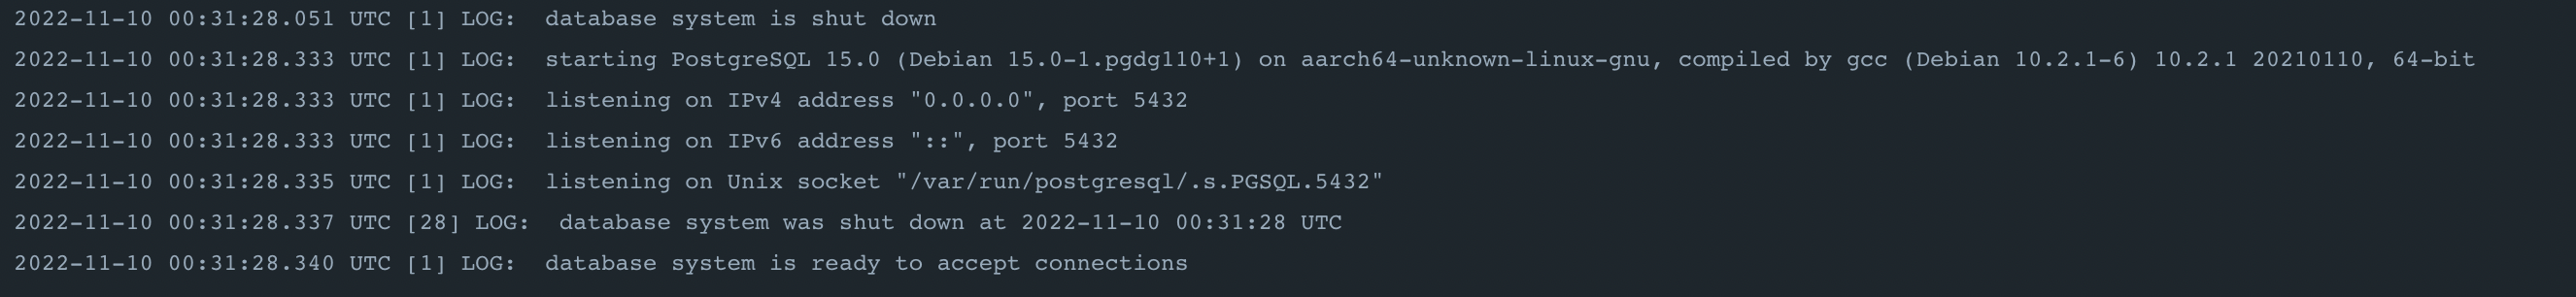 2022-11-10 00:31:28.051 UTC [1] LOG:  database system is shut down
2022-11-10 00:31:28.333 UTC [1] LOG:  starting PostgreSQL 15.0 (Debian 15.0-1.pgdg110+1) on aarch64-unknown-linux-gnu, compiled by gcc (Debian 10.2.1-6) 10.2.1 20210110, 64-bit
2022-11-10 00:31:28.333 UTC [1] LOG:  listening on IPv4 address "0.0.0.0", port 5432
2022-11-10 00:31:28.333 UTC [1] LOG:  listening on IPv6 address "::", port 5432
2022-11-10 00:31:28.335 UTC [1] LOG:  listening on Unix socket "/var/run/postgresql/.s.PGSQL.5432"
2022-11-10 00:31:28.337 UTC [28] LOG:  database system was shut down at 2022-11-10 00:31:28 UTC
2022-11-10 00:31:28.340 UTC [1] LOG:  database system is ready to accept connections